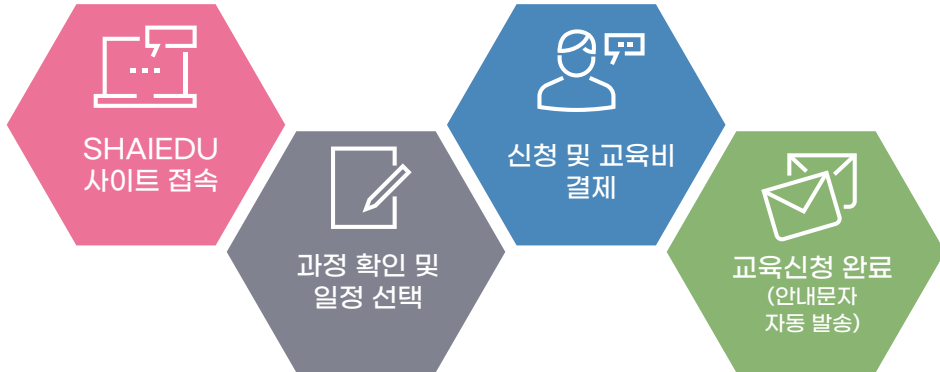 SHAIEDU
사이트 접속
과정 확인 및
일정 선택
신청 및 교육비
결제
교육신청 완료
(안내문자
자동 발송)